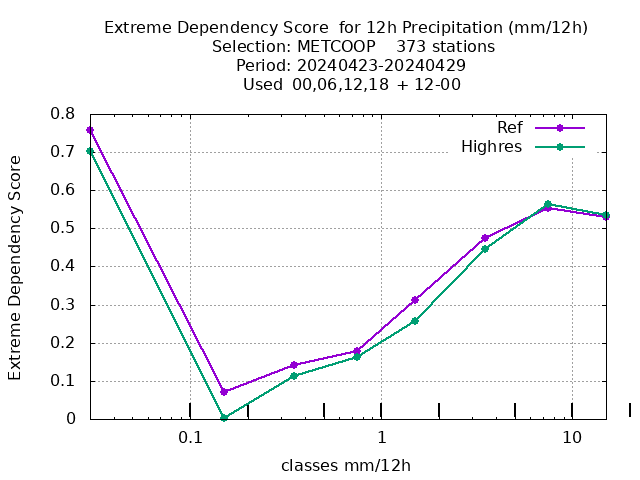 Extreme Dependency Score  for 12h Precipitation (mm/12h)
Selection: METCOOP    373 stations
Period: 20240423-20240429
Used  00,06,12,18  + 12-00
Ref
Highres
Extreme Dependency Score
0.8
0.7
0.6
0.5
0.4
0.3
0.2
0.1
0
0.1
1
10
classes mm/12h